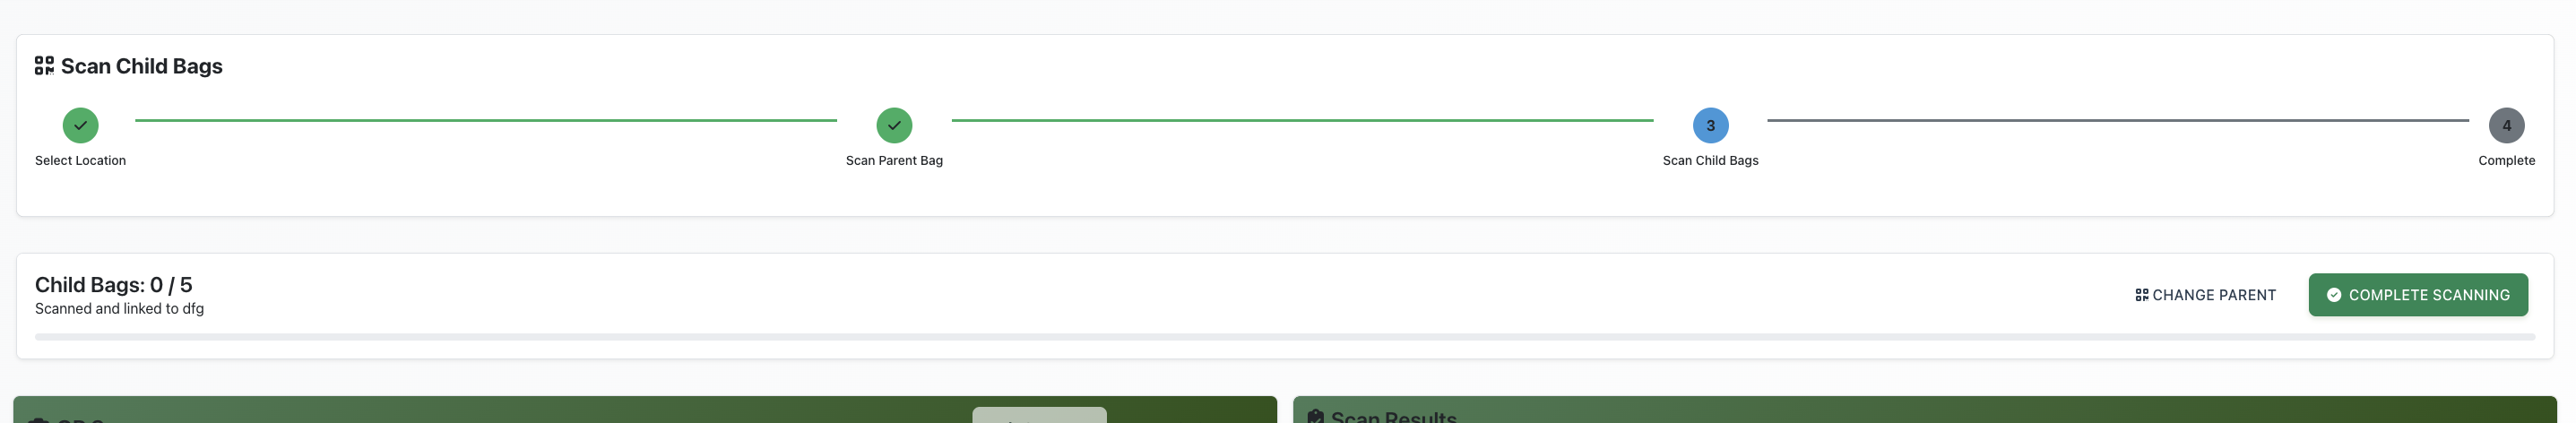 Scan Child Bags
3
4
Select Location
Scan Parent Bag
Scan Child Bags
Complete
Child Bags: 0 / 5
Scanned and linked to dfg
CHANGE PARENT
COMPLETE SCANNING
Scan Results